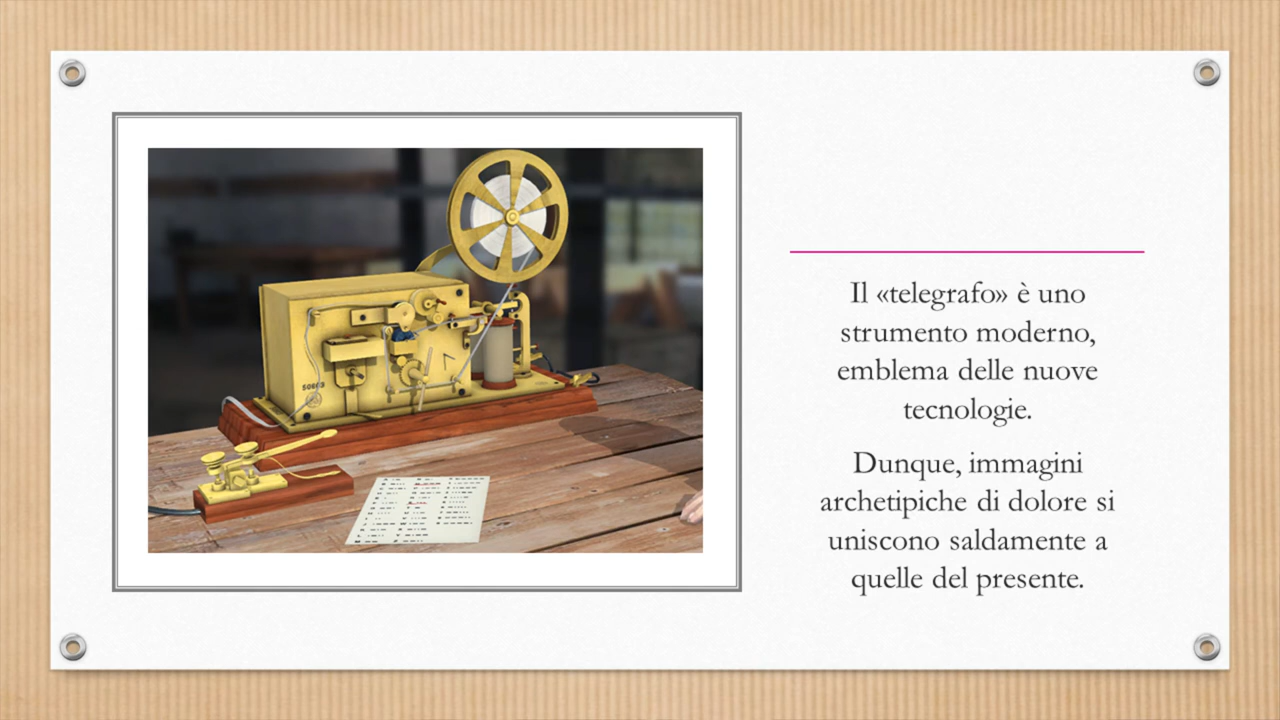 Il «telegrafo» è uno
strumento moderno,
emblema delle nuove
tecnologie.
Dunque, immagini
archetipiche di dolore si
uniscono saldamente a
quelle del presente.